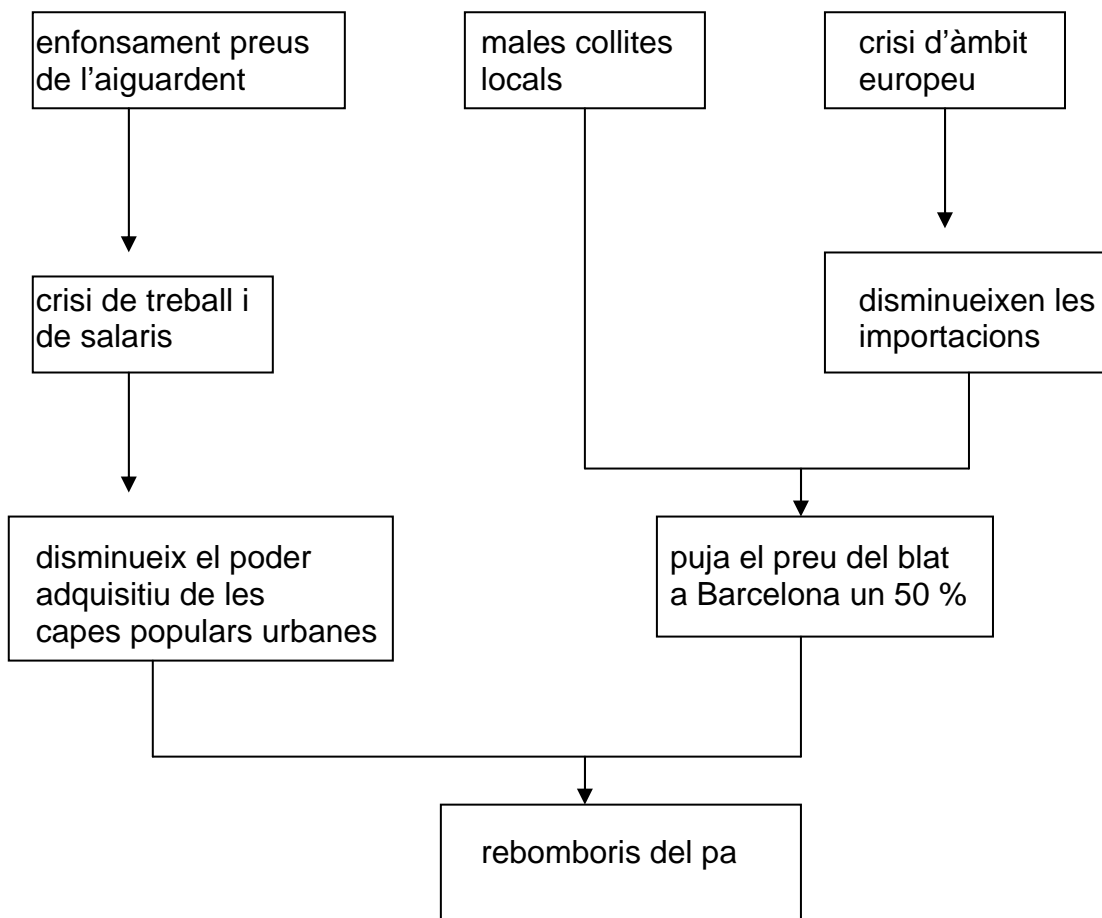 enfonsament preus
de l’aiguardent
males collites
locals
crisi d’àmbit
europeu
crisi de treball i
de salaris
disminueixen les
importacions
disminueix el poder
adquisitiu de les
capes populars urbanes
puja el preu del blat
a Barcelona un 50 %
rebomboris del pa